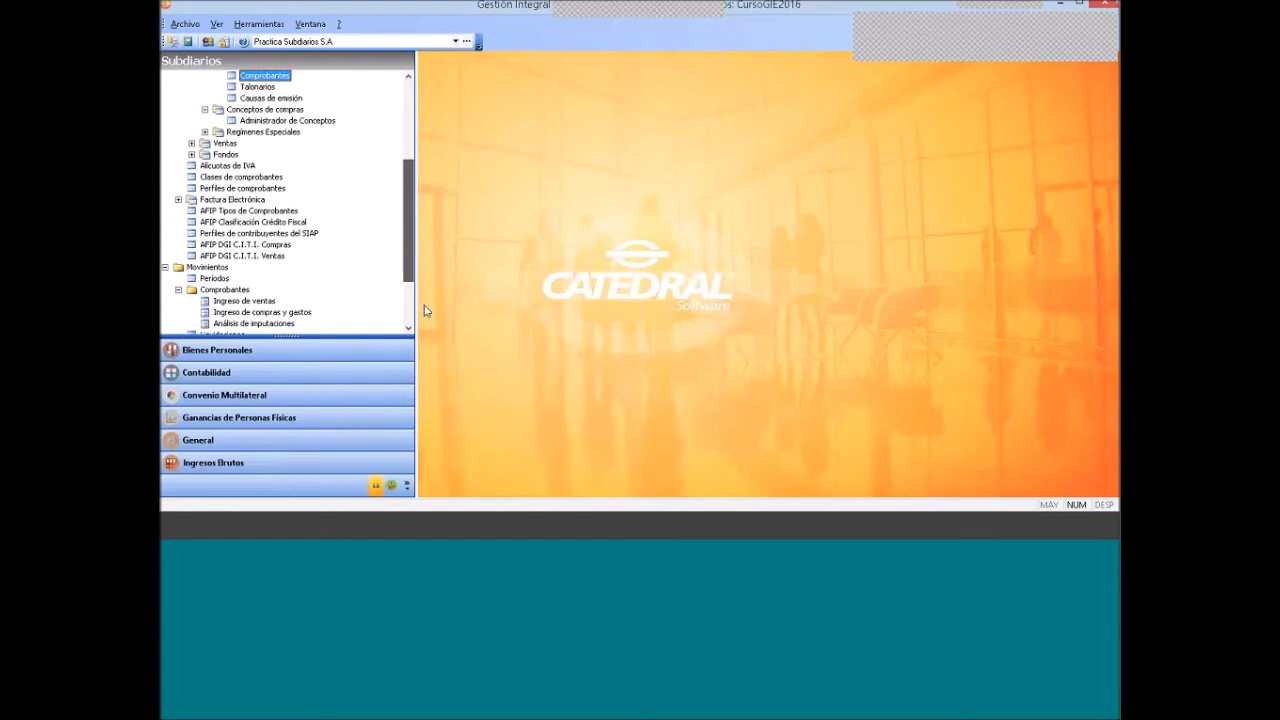 Gestión Integral
os: CursoGIE2016
Archivo Ver Herramientas Ventana ?
Practica Subdiarios S.A
Subdiarios
Comprobantes
Talonarios
Causas de emisión
Conceptos de compras
Administrador de Conceptos
Regímenes Especiales
Ventas
Fondos
Alícuotas de IVA
Clases de comprobantes
Perfiles de comprobantes
Factura Electrónica
AFIP Tipos de Comprobantes
AFIP Clasificación Crédito Fiscal
Perfiles de contribuyentes del SIAP
AFIP DGI C.I.T.I. Compras
AFIP DGI C.I.T.I. Ventas
Movimientos
Períodos
Comprobantes
Ingreso de ventas
Ingreso de compras y gastos
Análisis de imputaciones
Bienes Personales
Contabilidad
Convenio Multilateral
Ganancias de Personas Físicas
General
Ingresos Brutos
CATEDRAL
Software
MAY NUM DESP